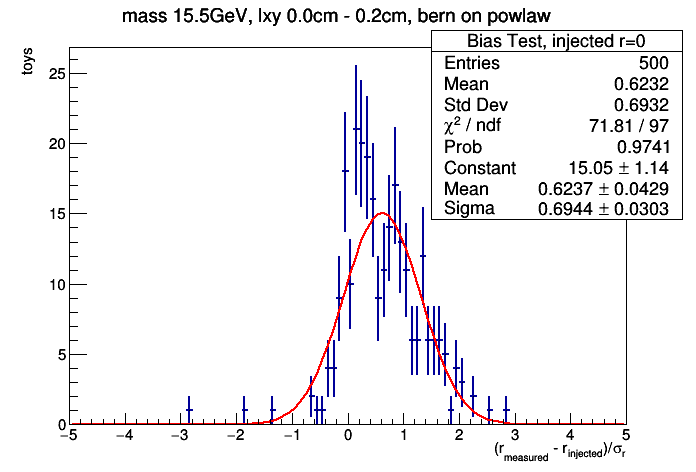 mass 15.5GeV, lxy 0.0cm - 0.2cm, bern on powlaw
Bias Test, injected r=0
Entries 500
Mean 0.6232
Std Dev 0.6932
χ² / ndf 71.81 / 97
Prob 0.9741
Constant 15.05 ± 1.14
Mean 0.6237 ± 0.0429
Sigma 0.6944 ± 0.0303
toys
25
20
15
10
5
0
−5 −4 −3 −2 −1 0 1 2 3 4 5
(r_measured - r_injected)/σ_r